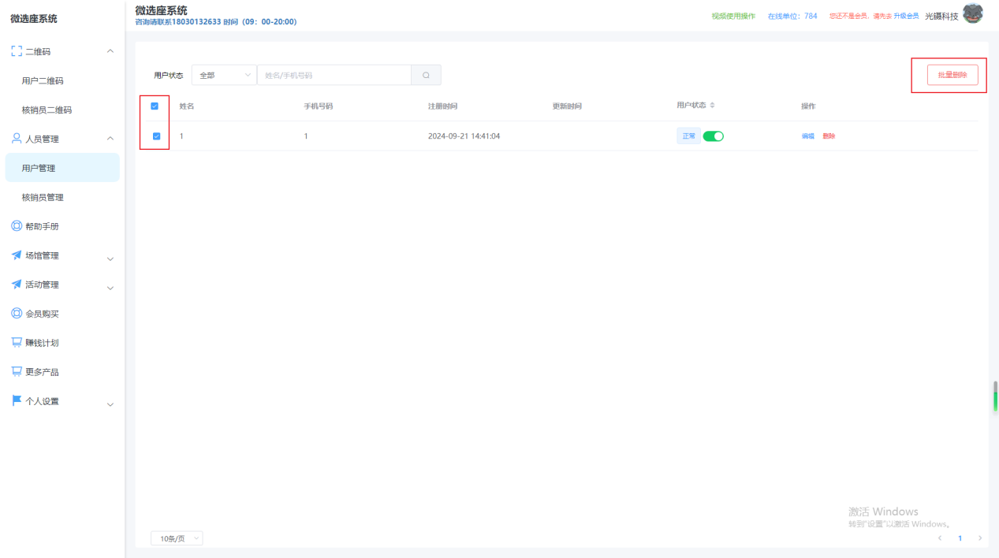 微选座系统
微选座系统
咨询请联系18030132633 时间（09：00-20:00）
视频使用操作 在线单位：784 您还不是会员，请先去 升级会员 光镊科技
二维码
用户二维码
核销员二维码
人员管理
用户管理
核销员管理
帮助手册
场馆管理
活动管理
会员购买
赚钱计划
更多产品
个人设置
用户状态 全部 姓名/手机号码 批量删除
姓名 手机号码 注册时间 更新时间 用户状态 操作
1 1 2024-09-21 14:41:04 正常 编辑 删除
激活 Windows
转到"设置"以激活 Windows。
10条/页 1